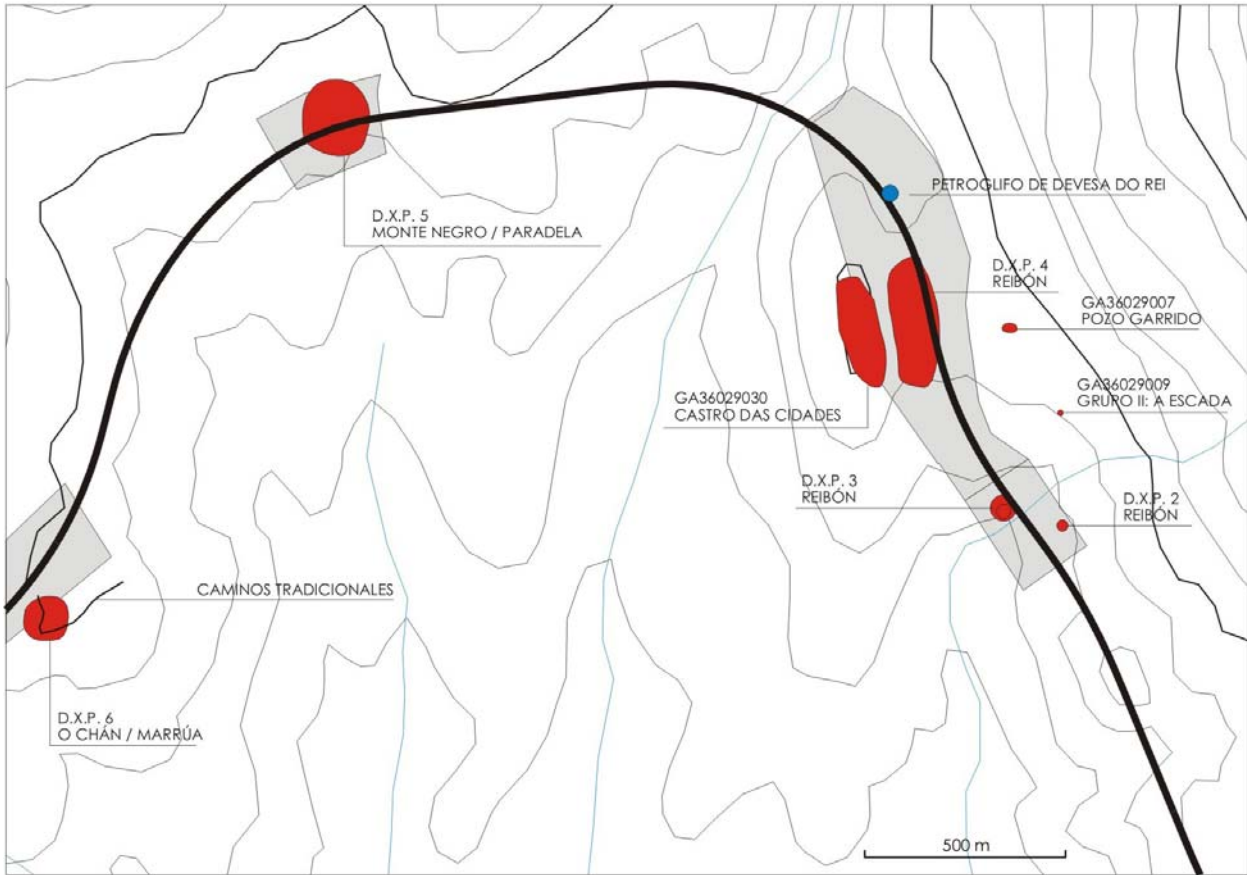 PETROGLIFO DE DEVESA DO REI
D.X.P. 5
MONTE NEGRO / PARADELA
D.X.P. 4
REIBÓN
GA36029007
POZO GARRIDO
GA36029009
GRUPO II: A ESCADA
GA36029030
CASTRO DAS CIDADES
D.X.P. 3
REIBÓN
D.X.P. 2
REIBÓN
CAMINOS TRADICIONALES
D.X.P. 6
O CHÁN / MARRÚA
500 m